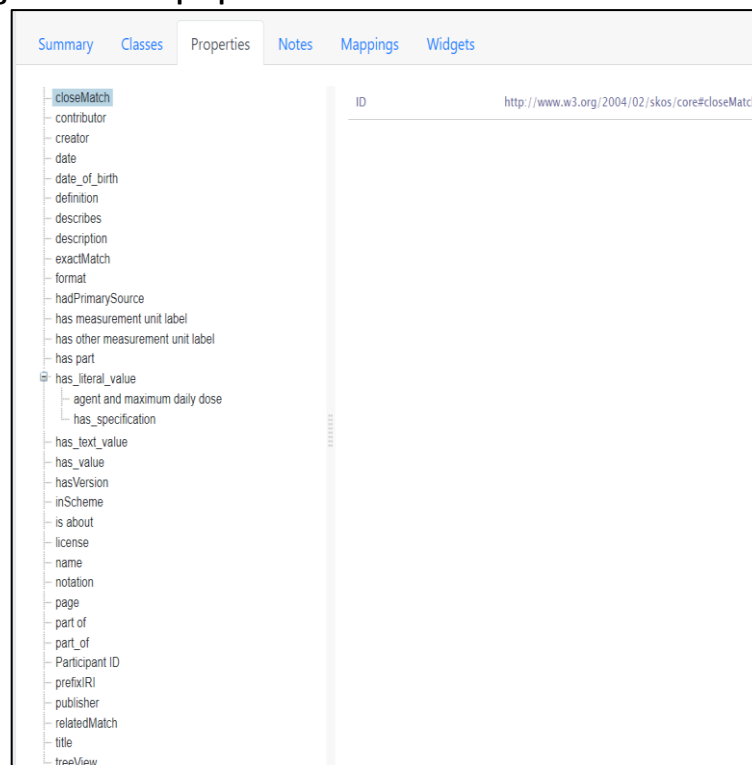 Summary Classes Properties Notes Mappings Widgets
closeMatch
ID http://www.w3.org/2004/02/skos/core#closeMatc
contributor
creator
date
date_of_birth
definition
describes
description
exactMatch
format
hadPrimarySource
has measurement unit label
has other measurement unit label
has part
has_literal_value
agent and maximum daily dose
has_specification
has_text_value
has_value
hasVersion
inScheme
is about
license
name
notation
page
part of
part_of
Participant ID
prefixIRI
publisher
relatedMatch
title
treeView